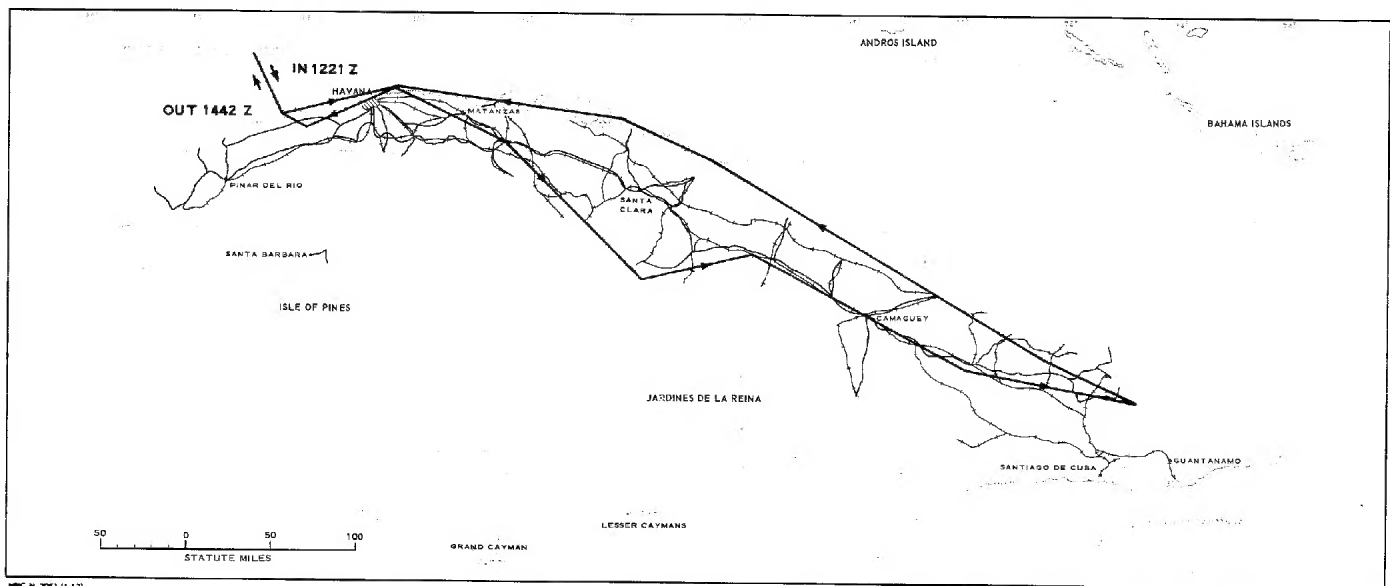 ANDROS ISLAND
IN 1221 Z
HAVANA
OUT 1442 Z
MATANZAS
BAHAMA ISLANDS
PINAR DEL RIO
SANTA
CLARA
SANTA BARBARA
ISLE OF PINES
CAMAGUEY
JARDINES DE LA REINA
SANTIAGO DE CUBA
GUANTANAMO
LESSER CAYMANS
50 0 50 100
STATUTE MILES
GRAND CAYMAN